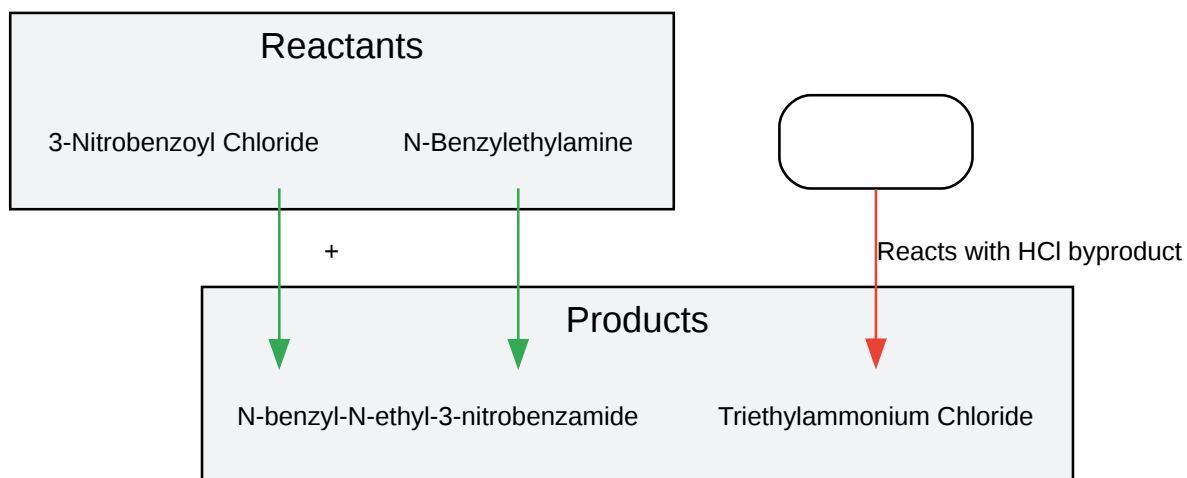 Reactants
3-Nitrobenzoyl Chloride
N-Benzylethylamine
+
Reacts with HCl byproduct
Products
N-benzyl-N-ethyl-3-nitrobenzamide
Triethylammonium Chloride